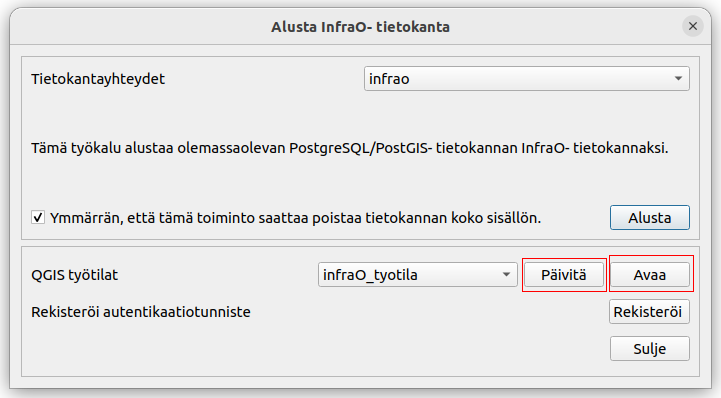 Alusta InfraO- tietokanta
Tietokantayhteydet infrao
Tämä työkalu alustaa olemassaolevan PostgreSQL/PostGIS- tietokannan InfraO- tietokannaksi.
Ymmärrän, että tämä toiminto saattaa poistaa tietokannan koko sisällön. Alusta
QGIS työtilat infraO_tyotila Päivitä Avaa
Rekisteröi autentikaatiotunniste Rekisteröi
Sulje